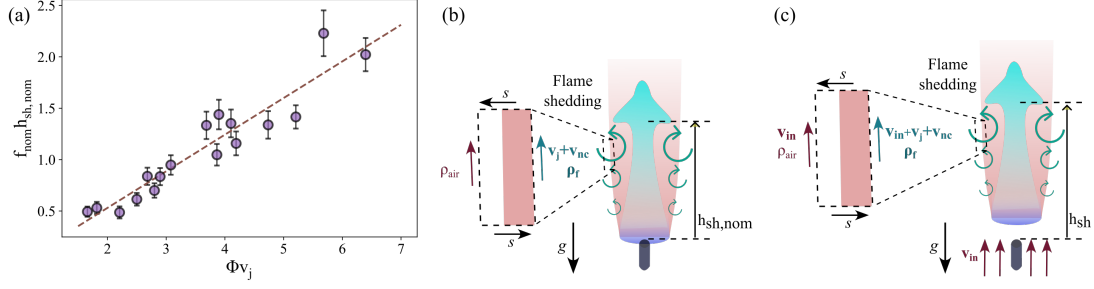 (a)
2.5
2.0
1.5
1.0
0.5
f_nom h_sh,nom
2 3 4 5 6 7
Φv_j
(b)
Flame
shedding
s
v_j+v_nc
ρ_f
ρ_air
s
g
h_sh,nom
(c)
Flame
shedding
s
v_in
ρ_air
v_in+v_j+v_nc
ρ_f
s
g
v_in
h_sh